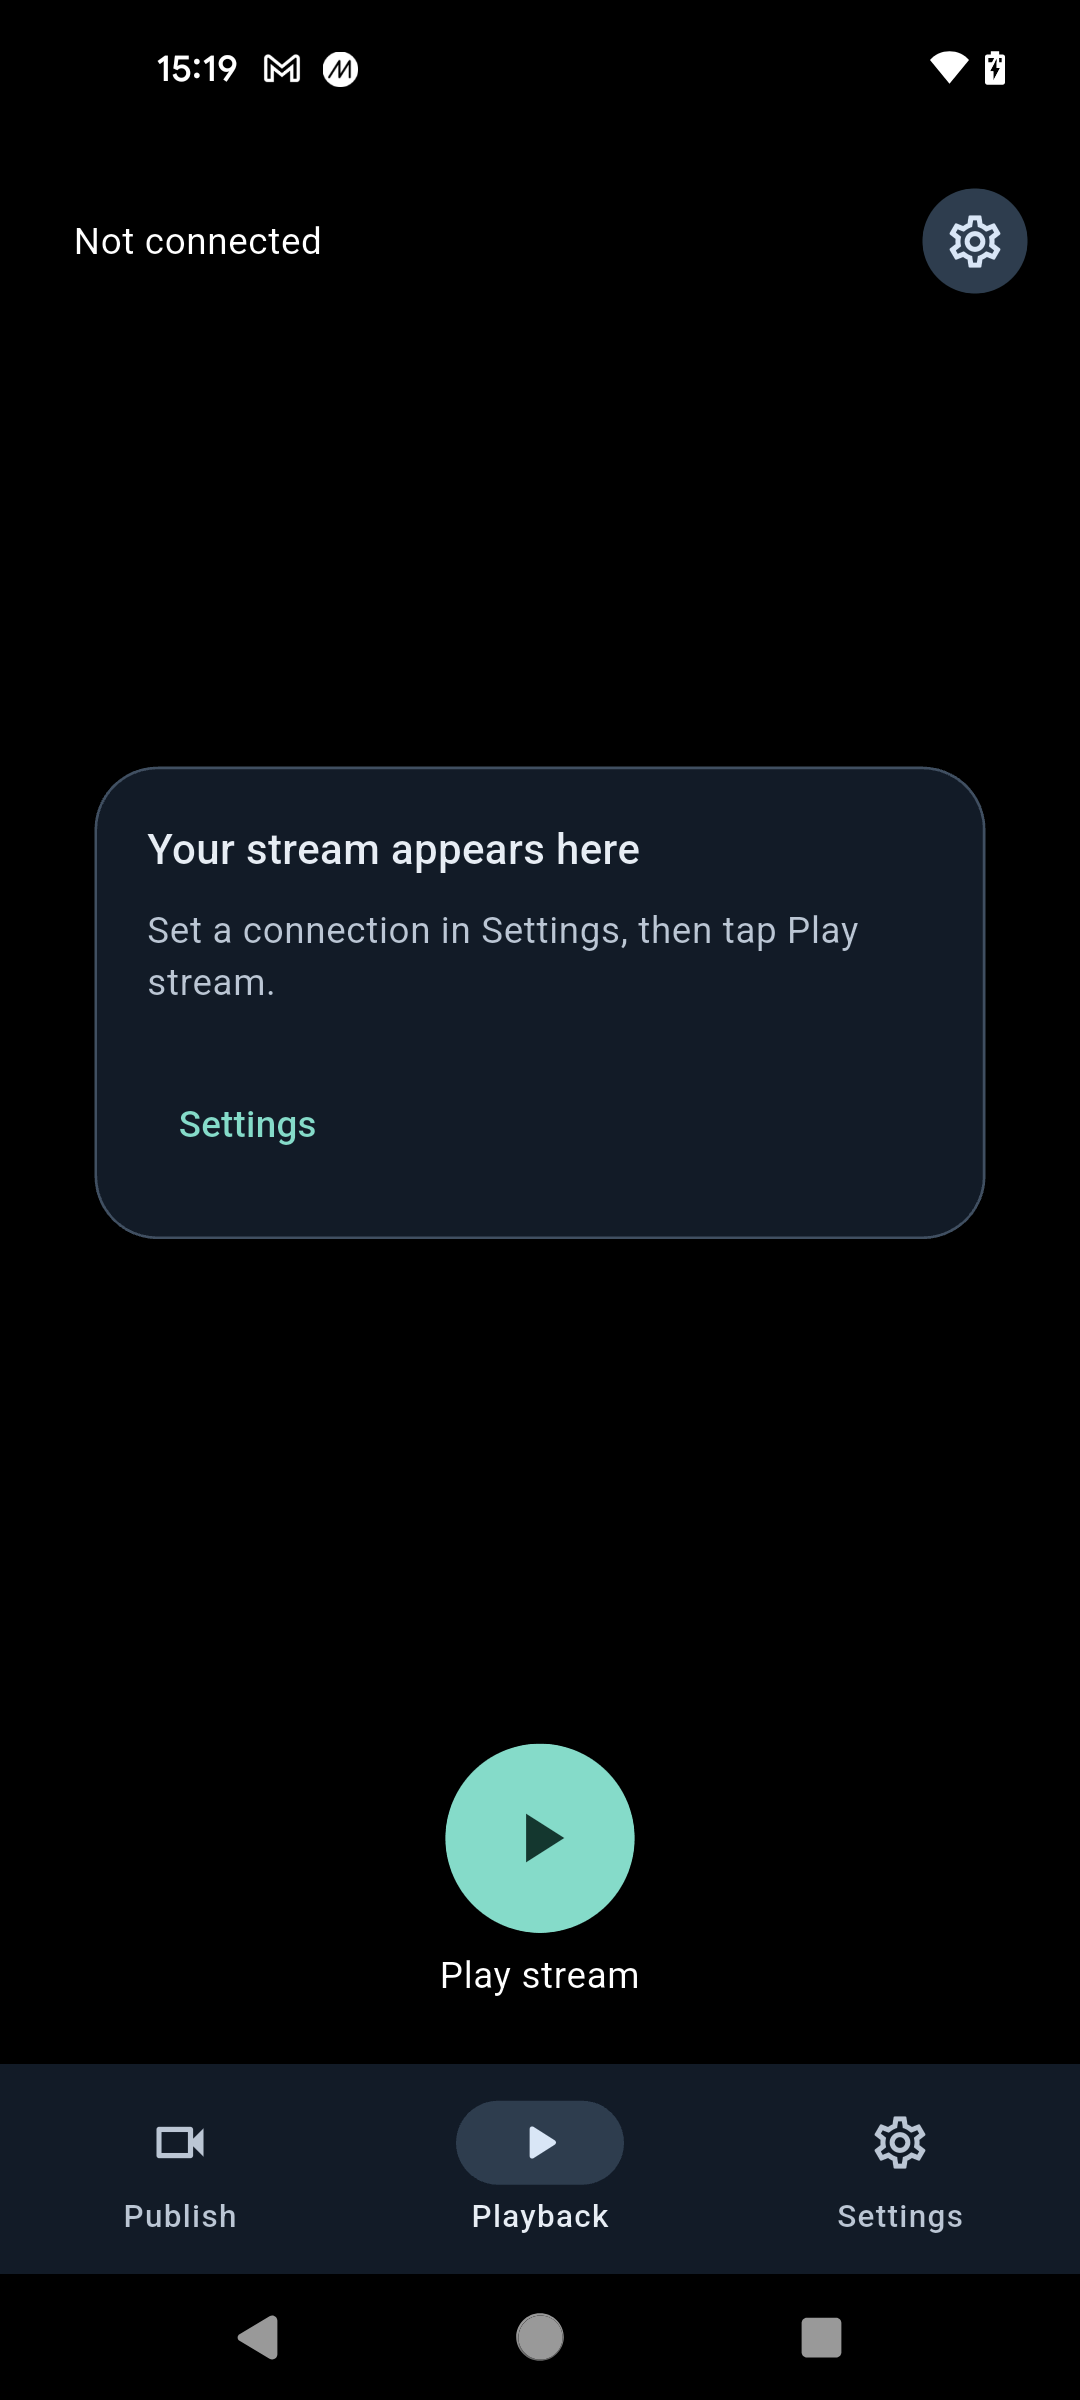 15:19
Not connected
Your stream appears here
Set a connection in Settings, then tap Play
stream.
Settings
Play stream
Publish
Playback
Settings